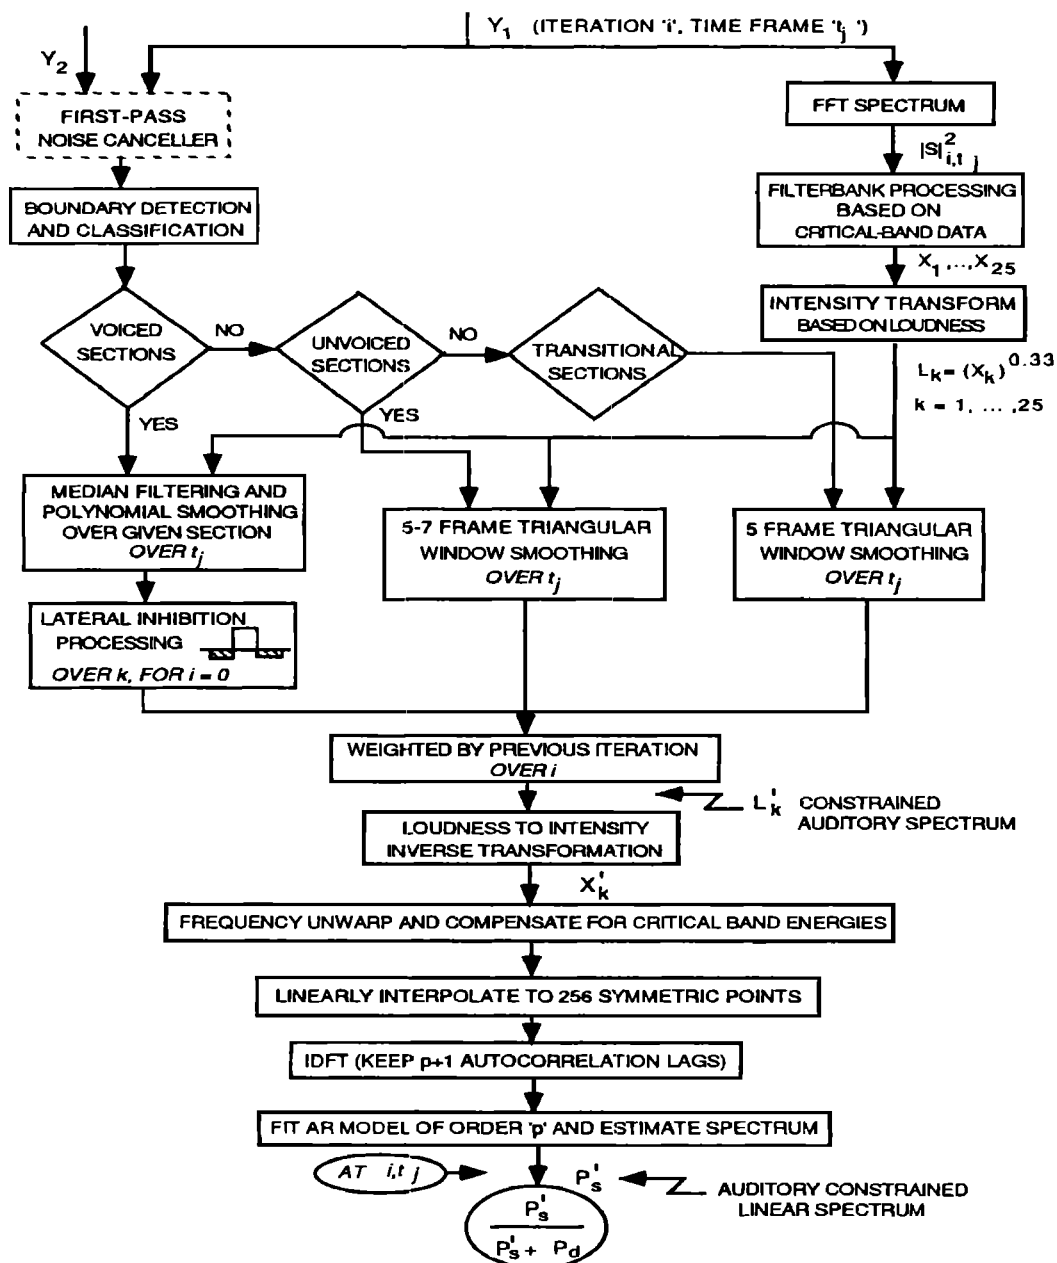 Y1 (ITERATION 'i', TIME FRAME 'tj ')
Y2
FIRST-PASS
NOISE CANCELLER
FFT SPECTRUM
|S|2i,t j
BOUNDARY DETECTION
AND CLASSIFICATION
FILTERBANK PROCESSING
BASED ON
CRITICAL-BAND DATA
X1 ,..,X25
INTENSITY TRANSFORM
BASED ON LOUDNESS
VOICED
SECTIONS
NO
UNVOICED
SECTIONS
NO
TRANSITIONAL
SECTIONS
Lk = (Xk)0.33
k = 1, ... ,25
YES
YES
MEDIAN FILTERING AND
POLYNOMIAL SMOOTHING
OVER GIVEN SECTION
OVER tj
5-7 FRAME TRIANGULAR
WINDOW SMOOTHING
OVER tj
5 FRAME TRIANGULAR
WINDOW SMOOTHING
OVER tj
LATERAL INHIBITION
PROCESSING
OVER k, FOR i = 0
WEIGHTED BY PREVIOUS ITERATION
OVER i
L'k CONSTRAINED
AUDITORY SPECTRUM
LOUDNESS TO INTENSITY
INVERSE TRANSFORMATION
X'k
FREQUENCY UNWARP AND COMPENSATE FOR CRITICAL BAND ENERGIES
LINEARLY INTERPOLATE TO 256 SYMMETRIC POINTS
IDFT (KEEP p+1 AUTOCORRELATION LAGS)
FIT AR MODEL OF ORDER 'p' AND ESTIMATE SPECTRUM
AT i,t j
P's
AUDITORY CONSTRAINED
LINEAR SPECTRUM
P's
P's + Pd